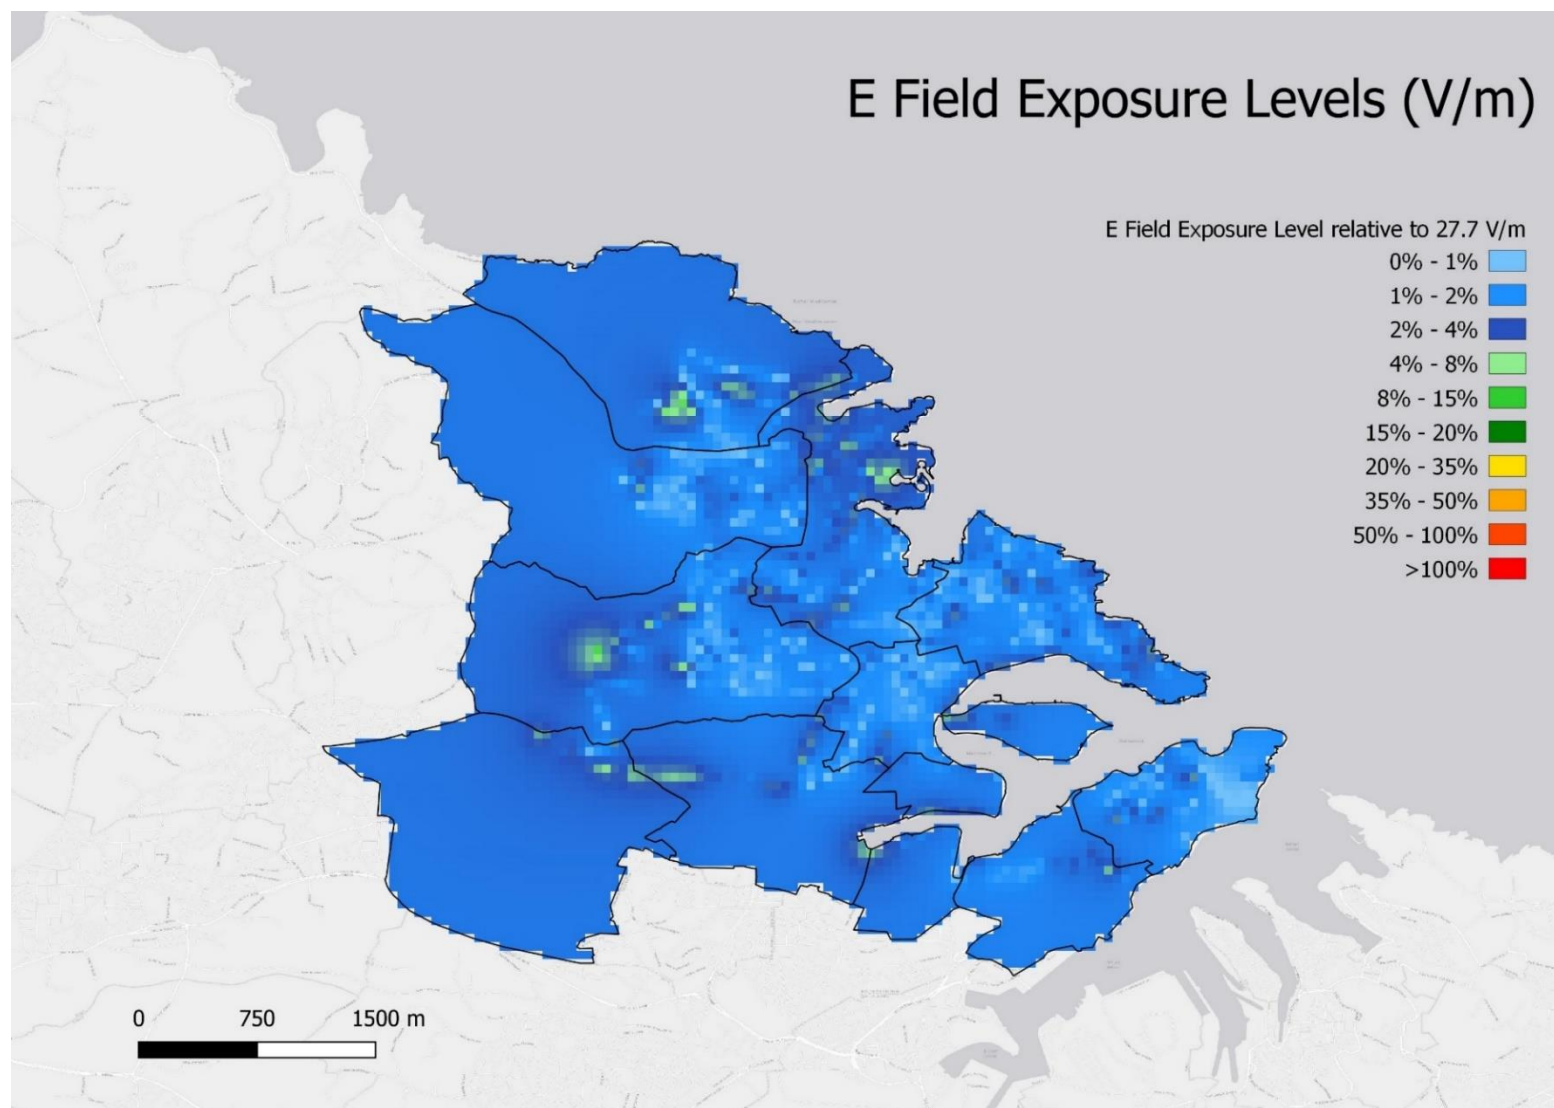 E Field Exposure Levels (V/m)
E Field Exposure Level relative to 27.7 V/m
0% - 1%
1% - 2%
2% - 4%
4% - 8%
8% - 15%
15% - 20%
20% - 35%
35% - 50%
50% - 100%
>100%
0 750 1500 m